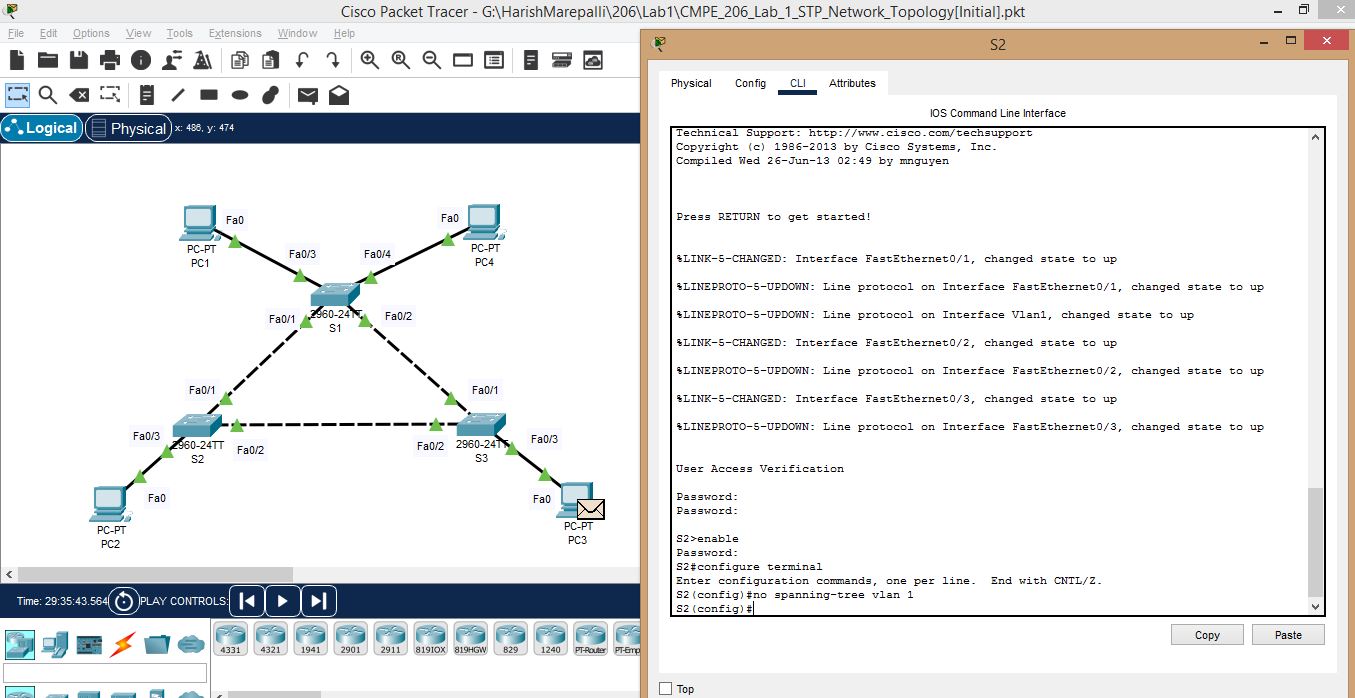 Cisco Packet Tracer - G:\HarishMarepalli\206\Lab1\CMPE_206_Lab_1_STP_Network_Topology[Initial].pkt
File Edit Options View Tools Extensions Window Help
Logical Physical x: 486, y: 474
Fa0
PC-PT
PC1
Fa0
PC-PT
PC4
Fa0/3
Fa0/4
Fa0/1
2960-24TT
S1
Fa0/2
Fa0/1
Fa0/1
Fa0/3
2960-24TT
S2
Fa0/2
Fa0/2
2960-24TT
S3
Fa0/3
Fa0
PC-PT
PC2
Fa0
PC-PT
PC3
Time: 29:35:43.564 PLAY CONTROLS:
4331 4321 1941 2901 2911 819IOX 819HGW 829 1240 PT-Router PT-Emp
S2
Physical Config CLI Attributes
IOS Command Line Interface
Technical Support: http://www.cisco.com/techsupport
Copyright (c) 1986-2013 by Cisco Systems, Inc.
Compiled Wed 26-Jun-13 02:49 by mnguyen
Press RETURN to get started!
%LINK-5-CHANGED: Interface FastEthernet0/1, changed state to up
%LINEPROTO-5-UPDOWN: Line protocol on Interface FastEthernet0/1, changed state to up
%LINEPROTO-5-UPDOWN: Line protocol on Interface Vlan1, changed state to up
%LINK-5-CHANGED: Interface FastEthernet0/2, changed state to up
%LINEPROTO-5-UPDOWN: Line protocol on Interface FastEthernet0/2, changed state to up
%LINK-5-CHANGED: Interface FastEthernet0/3, changed state to up
%LINEPROTO-5-UPDOWN: Line protocol on Interface FastEthernet0/3, changed state to up
User Access Verification
Password:
Password:
S2>enable
Password:
S2#configure terminal
Enter configuration commands, one per line. End with CNTL/Z.
S2(config)#no spanning-tree vlan 1
S2(config)#
Copy Paste
Top